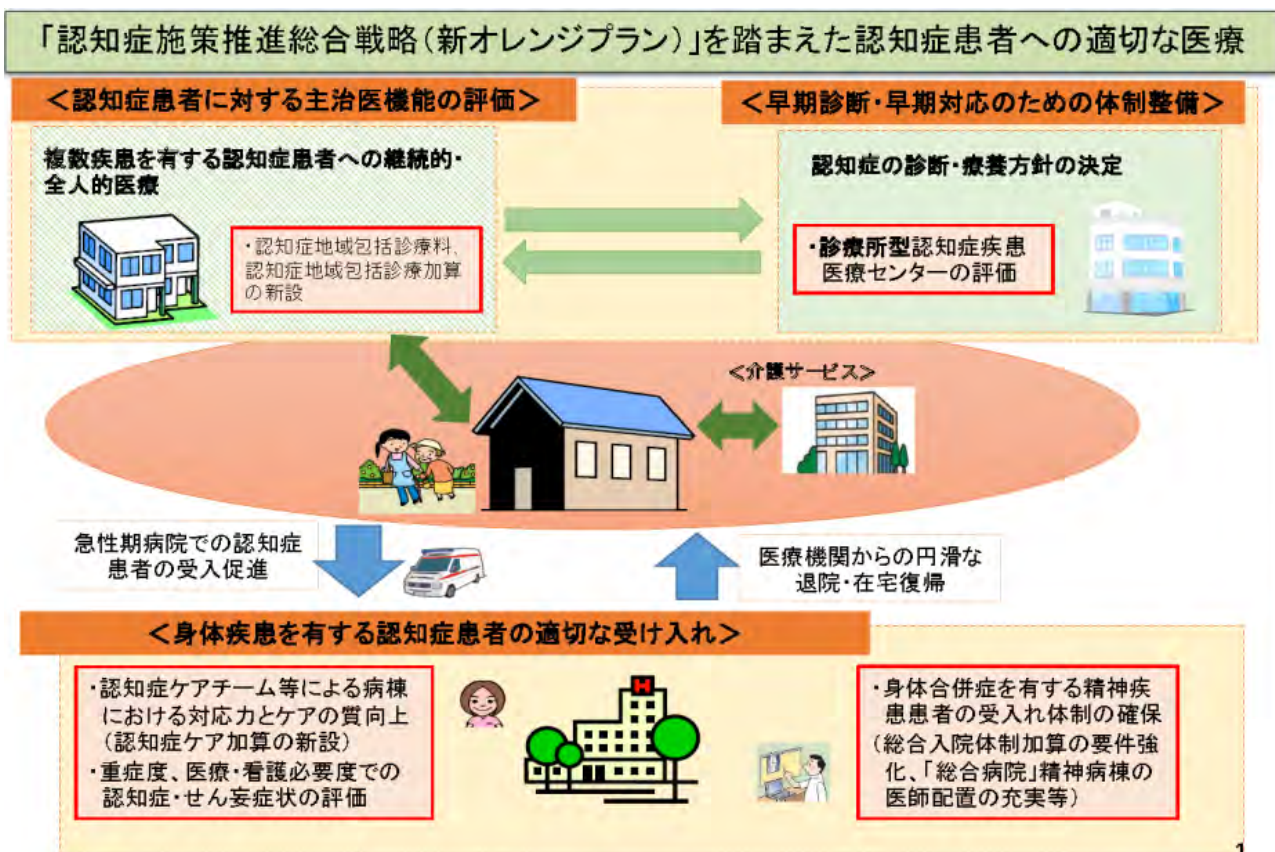 「認知症施策推進総合戦略(新オレンジプラン)」を踏まえた認知症患者への適切な医療
＜認知症患者に対する主治医機能の評価＞
複数疾患を有する認知症患者への継続的・
全人的医療
・認知症地域包括診療料、
認知症地域包括診療加算
の新設
＜早期診断・早期対応のための体制整備＞
認知症の診断・療養方針の決定
・診療所型認知症疾患
医療センターの評価
＜介護サービス＞
急性期病院での認知症
患者の受入促進
医療機関からの円滑な
退院・在宅復帰
＜身体疾患を有する認知症患者の適切な受け入れ＞
・認知症ケアチーム等による病棟
における対応力とケアの質向上
(認知症ケア加算の新設)
・重症度、医療・看護必要度での
認知症・せん妄症状の評価
H
・身体合併症を有する精神疾
患患者の受入れ体制の確保
(総合入院体制加算の要件強
化、「総合病院」精神病棟の
医師配置の充実等)
1